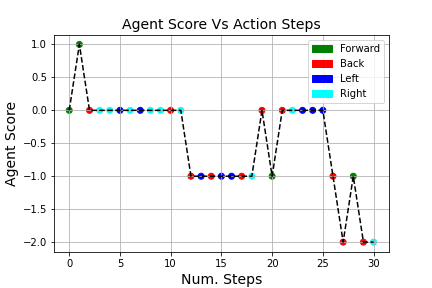 Agent Score Vs Action Steps
Forward
Back
Left
Right
1.0
0.5
0.0
−0.5
−1.0
−1.5
−2.0
Agent Score
0 5 10 15 20 25 30
Num. Steps